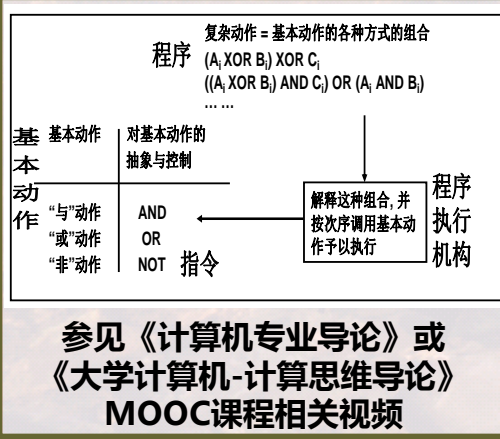 复杂动作 = 基本动作的各种方式的组合
程序
(Ai XOR Bi) XOR Ci
((Ai XOR Bi) AND Ci) OR (Ai AND Bi)
... ...
基本动作
基本动作 对基本动作的
抽象与控制
“与”动作 AND
“或”动作 OR
“非”动作 NOT 指令
解释这种组合, 并
按次序调用基本动
作予以执行
程序
执行
机构
参见《计算机专业导论》或
《大学计算机-计算思维导论》
MOOC课程相关视频